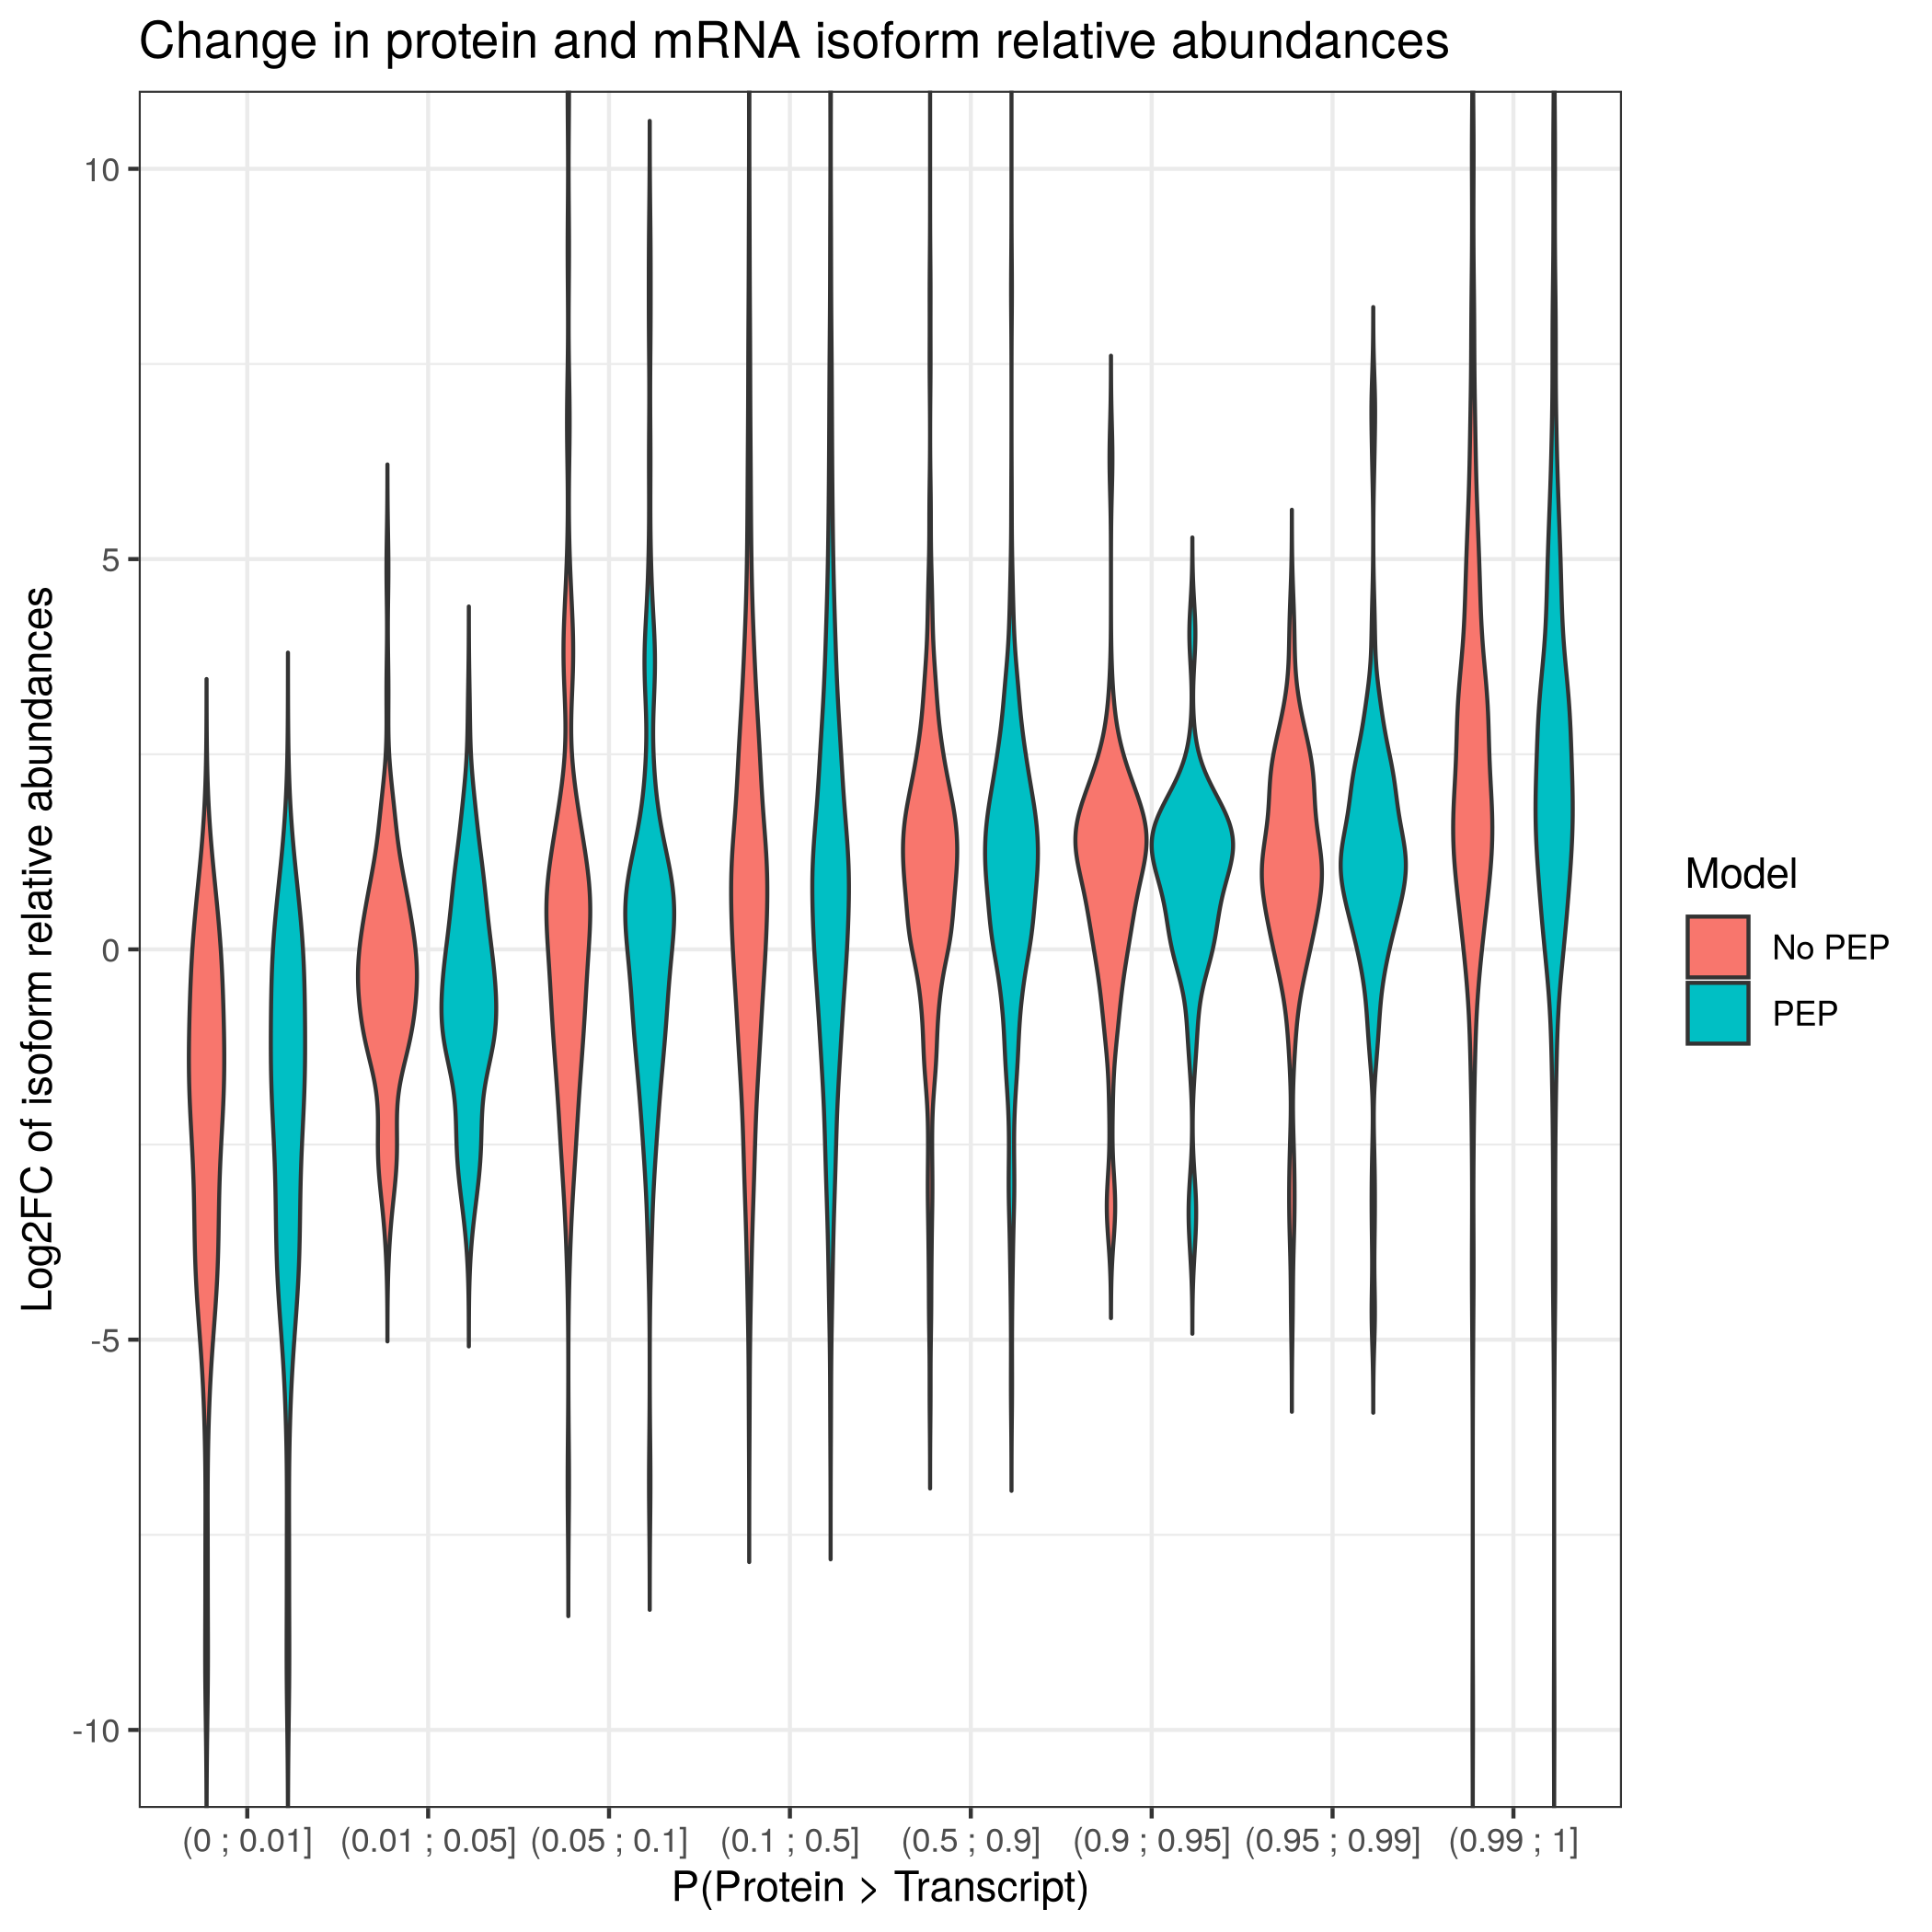 Change in protein and mRNA isoform relative abundances
Log2FC of isoform relative abundances
10
5
0
-5
-10
(0 ; 0.01] (0.01 ; 0.05] (0.05 ; 0.1] (0.1 ; 0.5] (0.5 ; 0.9] (0.9 ; 0.95] (0.95 ; 0.99] (0.99 ; 1]
P(Protein > Transcript)
Model
No PEP
PEP